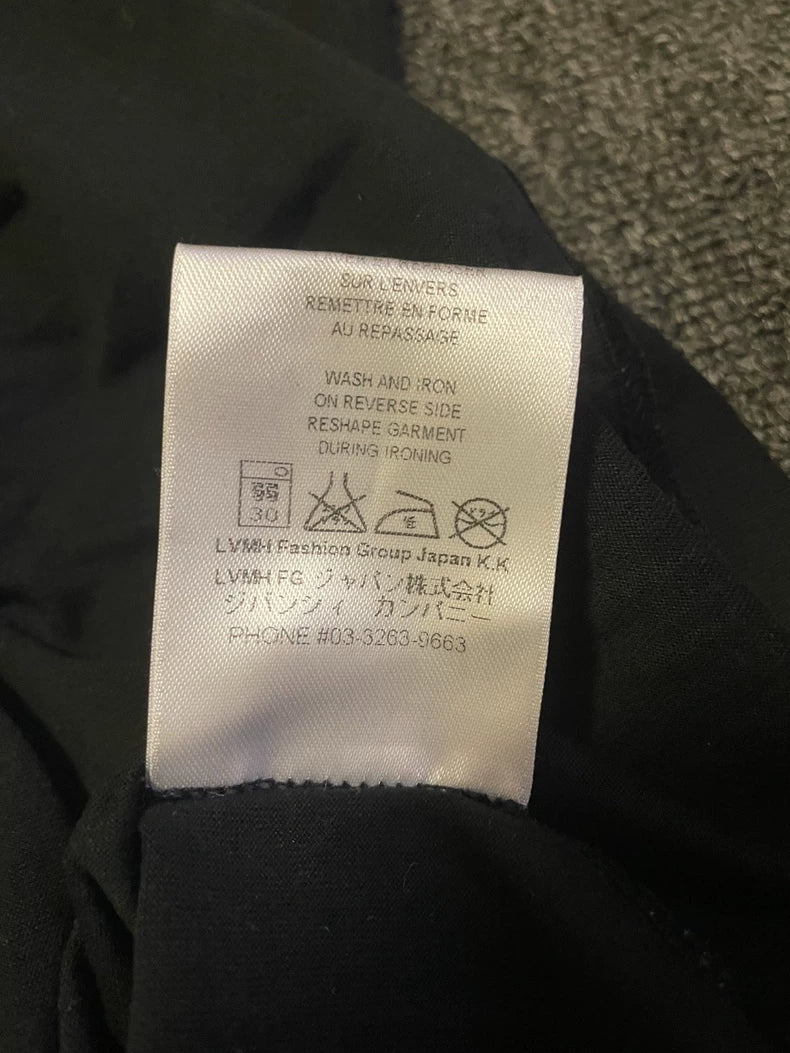 SUR L'ENVERS
REMETTRE EN FORME
AU REPASSAGE
WASH AND IRON
ON REVERSE SIDE
RESHAPE GARMENT
DURING IRONING
弱
30
LVMH Fashion Group Japan K.K
LVMH FG ジャパン株式会社
ジバンシィ カンパニー
PHONE #03-3263-9663